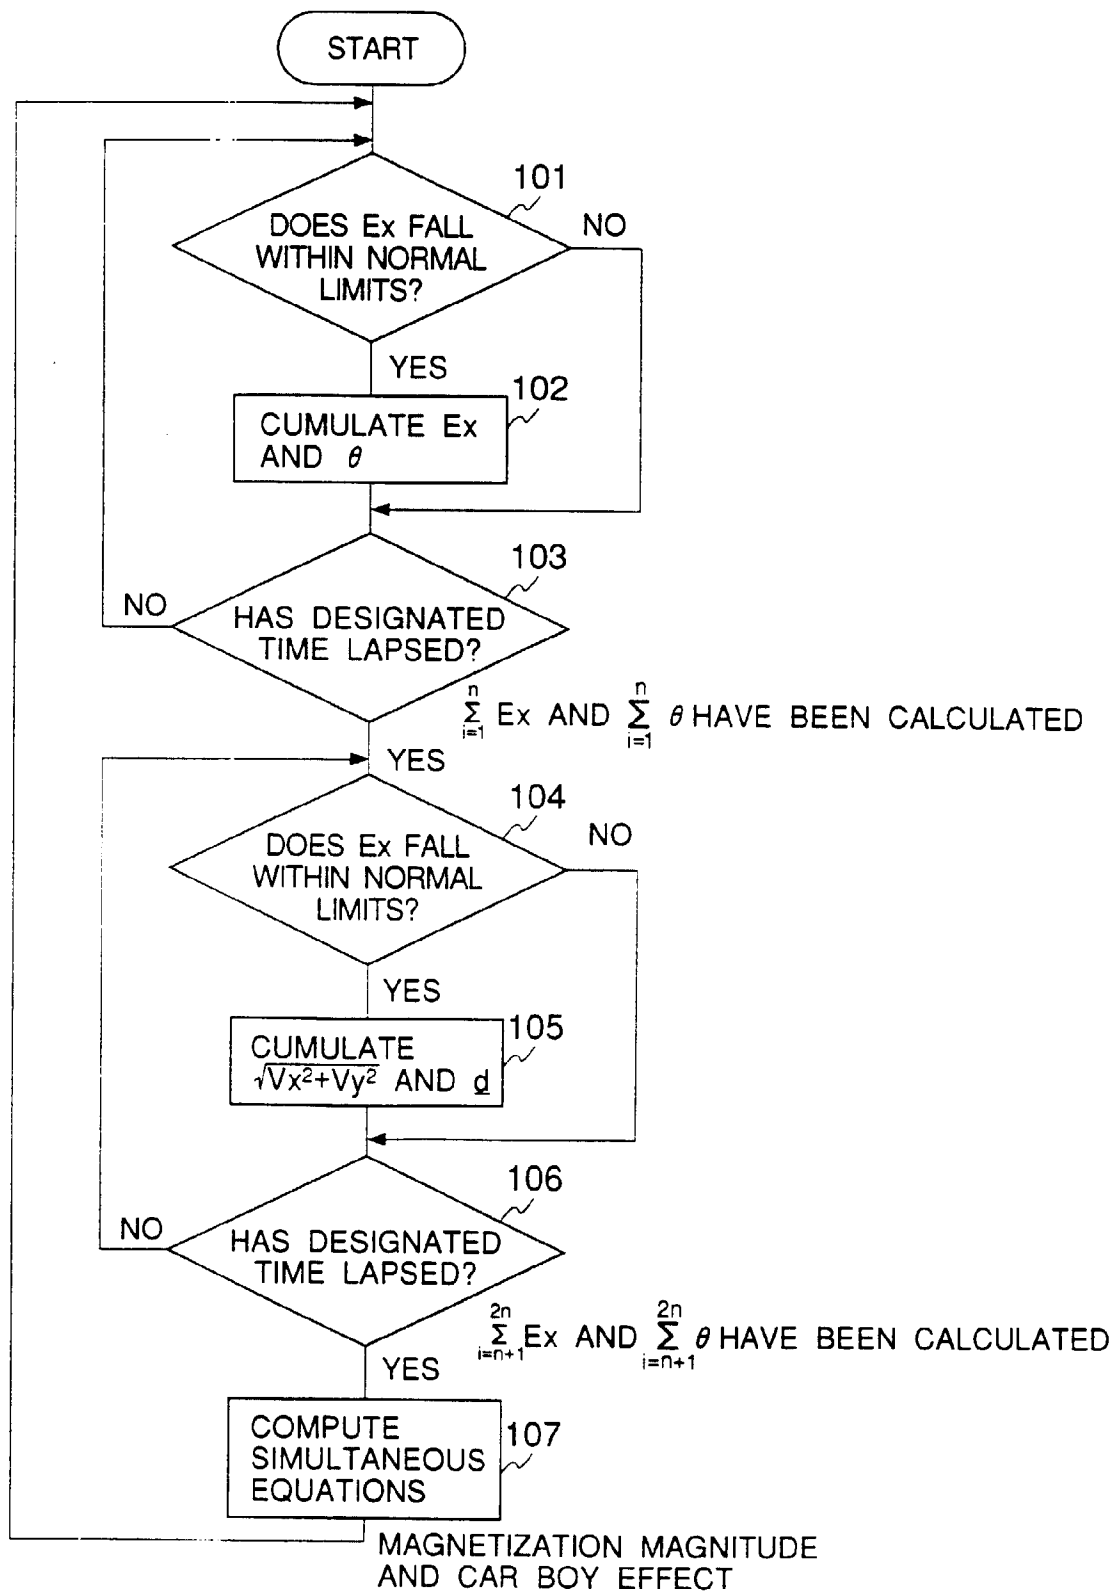 START
101
DOES Ex FALL
WITHIN NORMAL
LIMITS?
NO
YES
102
CUMULATE Ex
AND θ
103
NO
HAS DESIGNATED
TIME LAPSED?
n n
Σ Ex AND Σ θ HAVE BEEN CALCULATED
i=1 i=1
YES
104
DOES Ex FALL
WITHIN NORMAL
LIMITS?
NO
YES
105
CUMULATE
√Vx²+Vy² AND d
106
NO
HAS DESIGNATED
TIME LAPSED?
2n 2n
Σ Ex AND Σ θ HAVE BEEN CALCULATED
i=n+1 i=n+1
YES
107
COMPUTE
SIMULTANEOUS
EQUATIONS
MAGNETIZATION MAGNITUDE
AND CAR BOY EFFECT